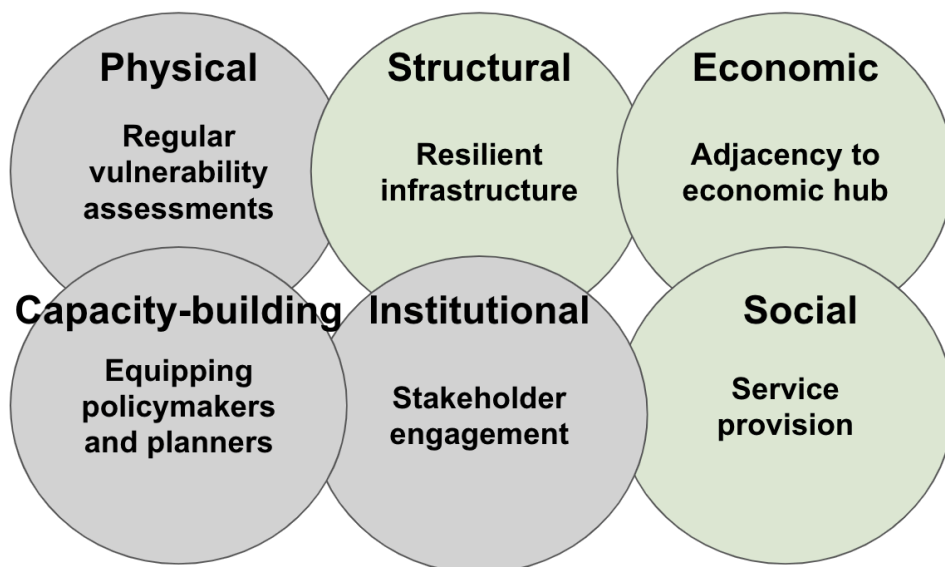 Physical
Regular
vulnerability
assessments
Structural
Resilient
infrastructure
Economic
Adjacency to
economic hub
Capacity-building
Equipping
policymakers
and planners
Institutional
Stakeholder
engagement
Social
Service
provision